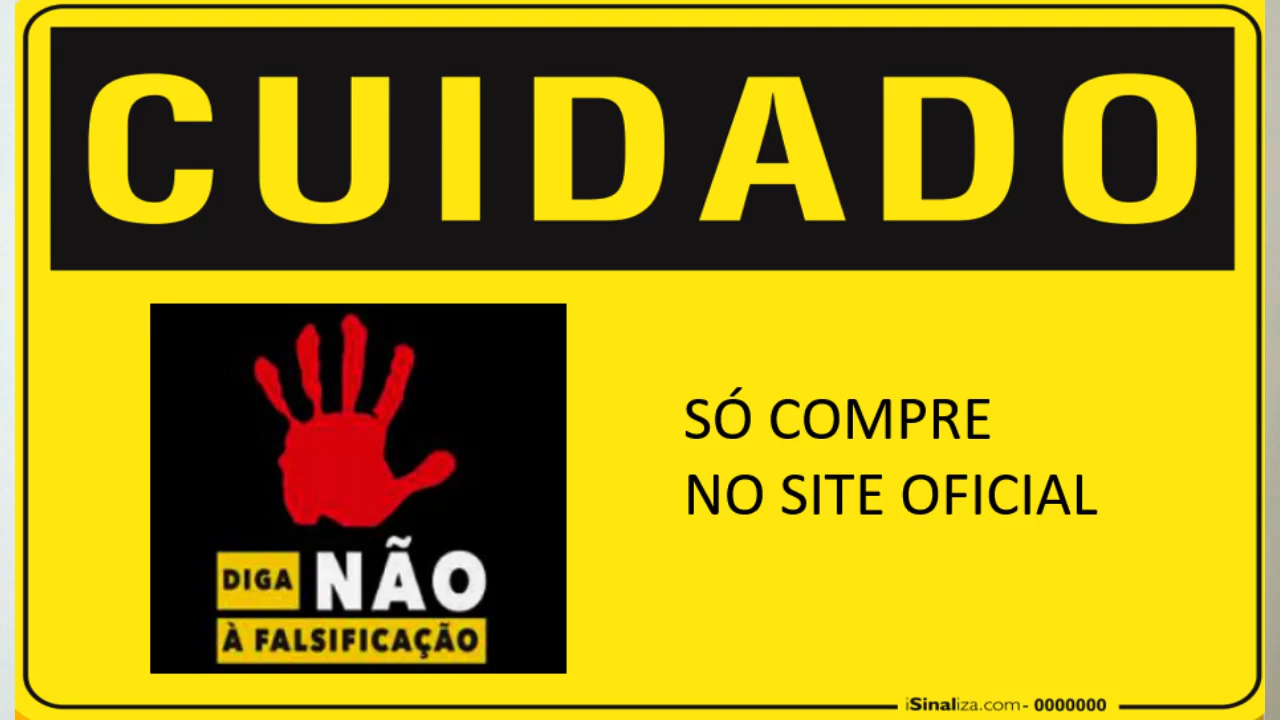 CUIDADO
DIGA NÃO
À FALSIFICAÇÃO
SÓ COMPRE
NO SITE OFICIAL
iSinaliza.com - 0000000